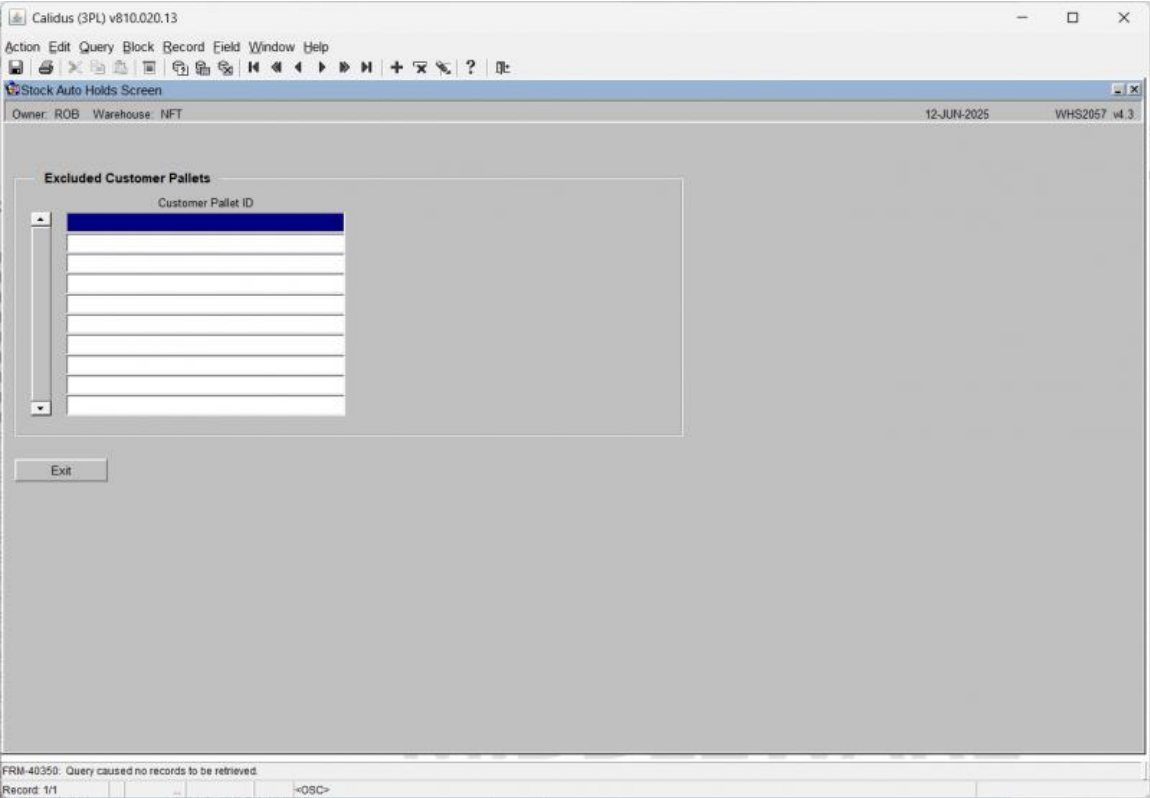 Calidus (3PL) v810.020.13
Action Edit Query Block Record Field Window Help
Stock Auto Holds Screen
Owner: ROB Warehouse: NFT 12-JUN-2025 WHS2057 v4.3
Excluded Customer Pallets
Customer Pallet ID
Exit
FRM-40350: Query caused no records to be retrieved.
Record: 1/1 ... <OSC>